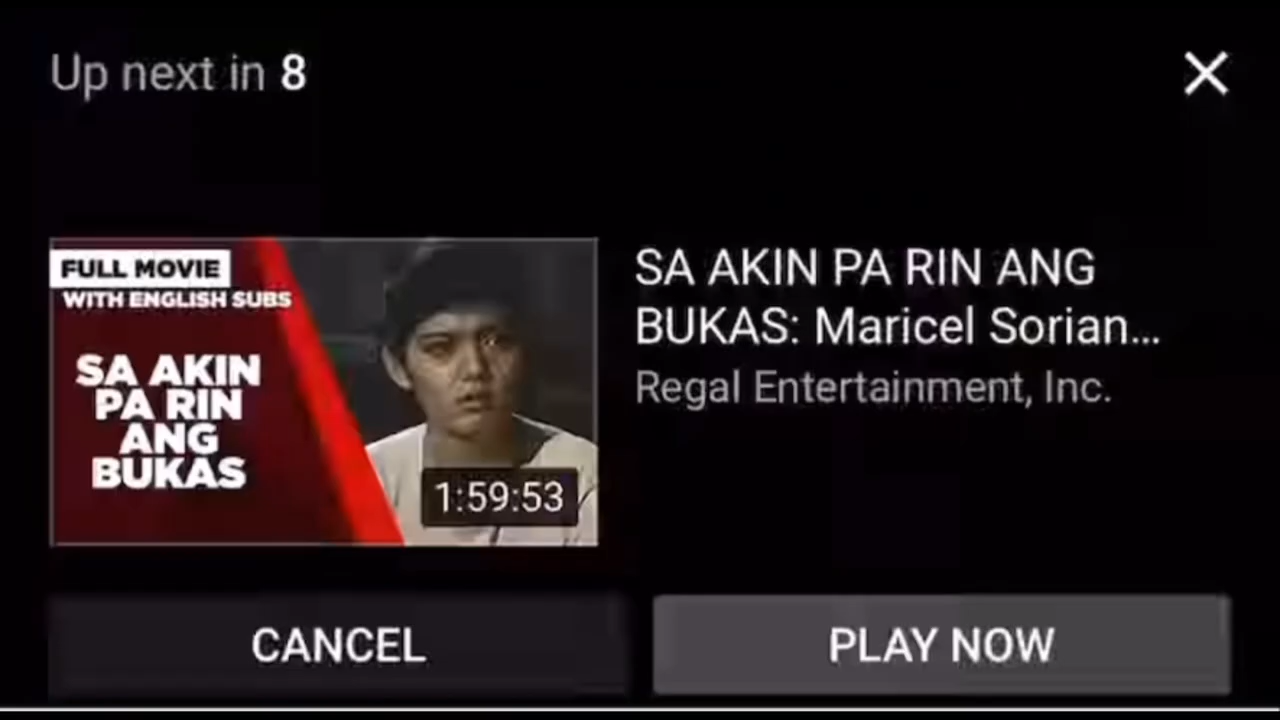 Up next in 8
FULL MOVIE
WITH ENGLISH SUBS
SA AKIN
PA RIN
ANG
BUKAS
1:59:53
SA AKIN PA RIN ANG
BUKAS: Maricel Sorian...
Regal Entertainment, Inc.
CANCEL
PLAY NOW